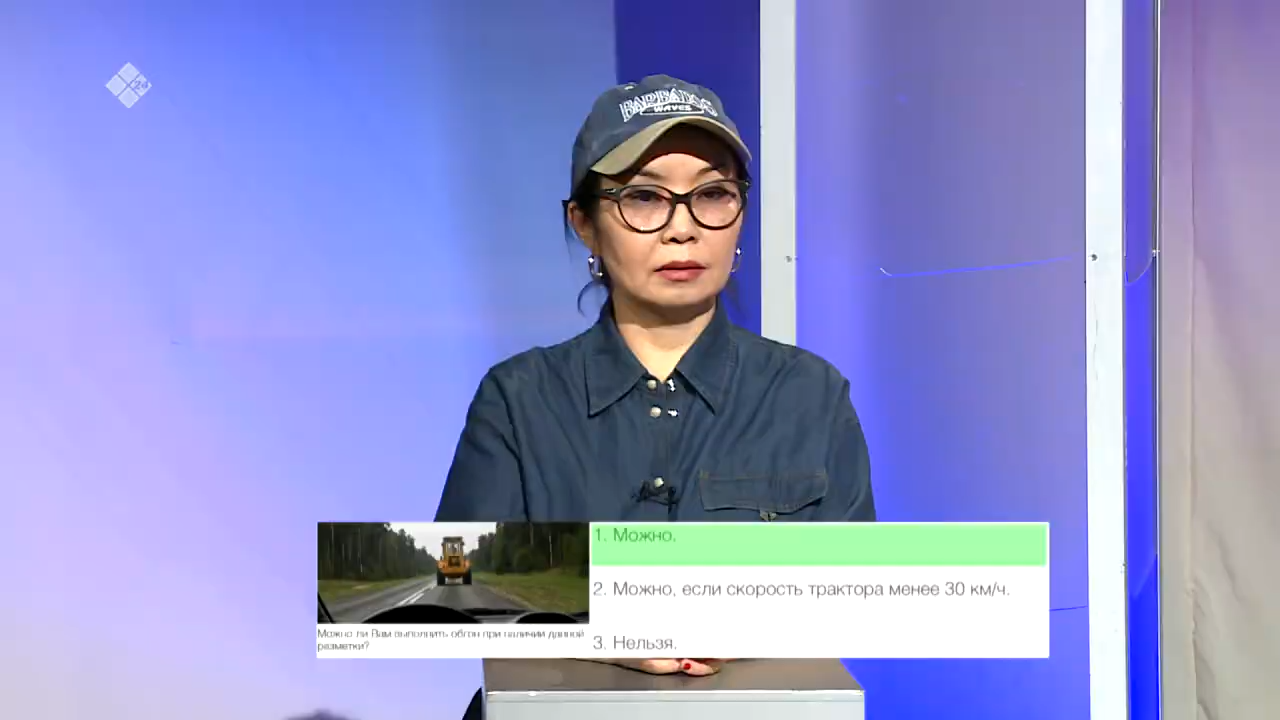 24
BARBADOS
WAVES
1. Можно.
2. Можно, если скорость трактора менее 30 км/ч.
Можно ли Вам выполнить обгон при наличии данной
разметки?
3. Нельзя.